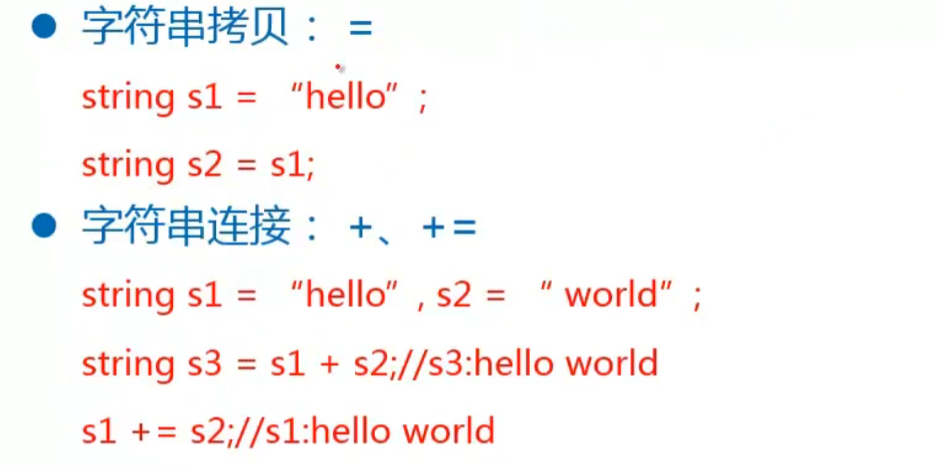 ● 字符串拷贝： =
string s1 = “hello”;
string s2 = s1;
● 字符串连接： +、+=
string s1 = “hello”, s2 = “ world”;
string s3 = s1 + s2;//s3:hello world
s1 += s2;//s1:hello world